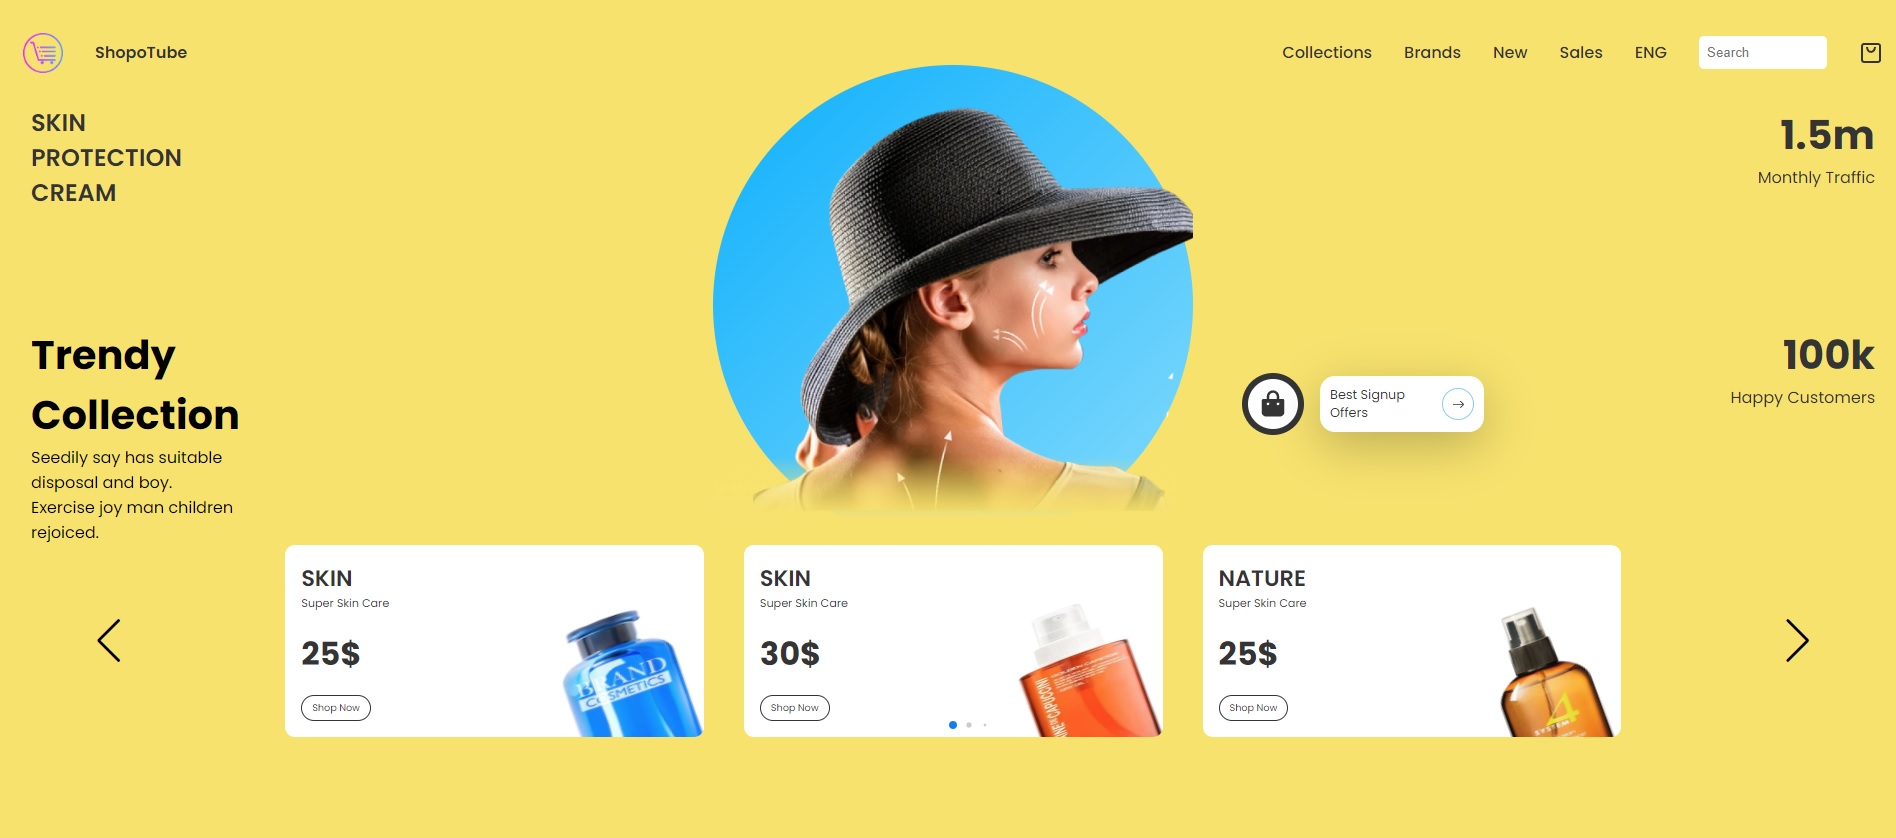 ShopoTube
Collections
Brands
New
Sales
ENG
Search
SKIN
PROTECTION
CREAM
1.5m
Monthly Traffic
Trendy
Collection
Seedily say has suitable
disposal and boy.
Exercise joy man children
rejoiced.
Best Signup
Offers
100k
Happy Customers
SKIN
Super Skin Care
25$
Shop Now
BRAND
COSMETICS
SKIN
Super Skin Care
30$
Shop Now
NATURE
Super Skin Care
25$
Shop Now
4
SYSTEM